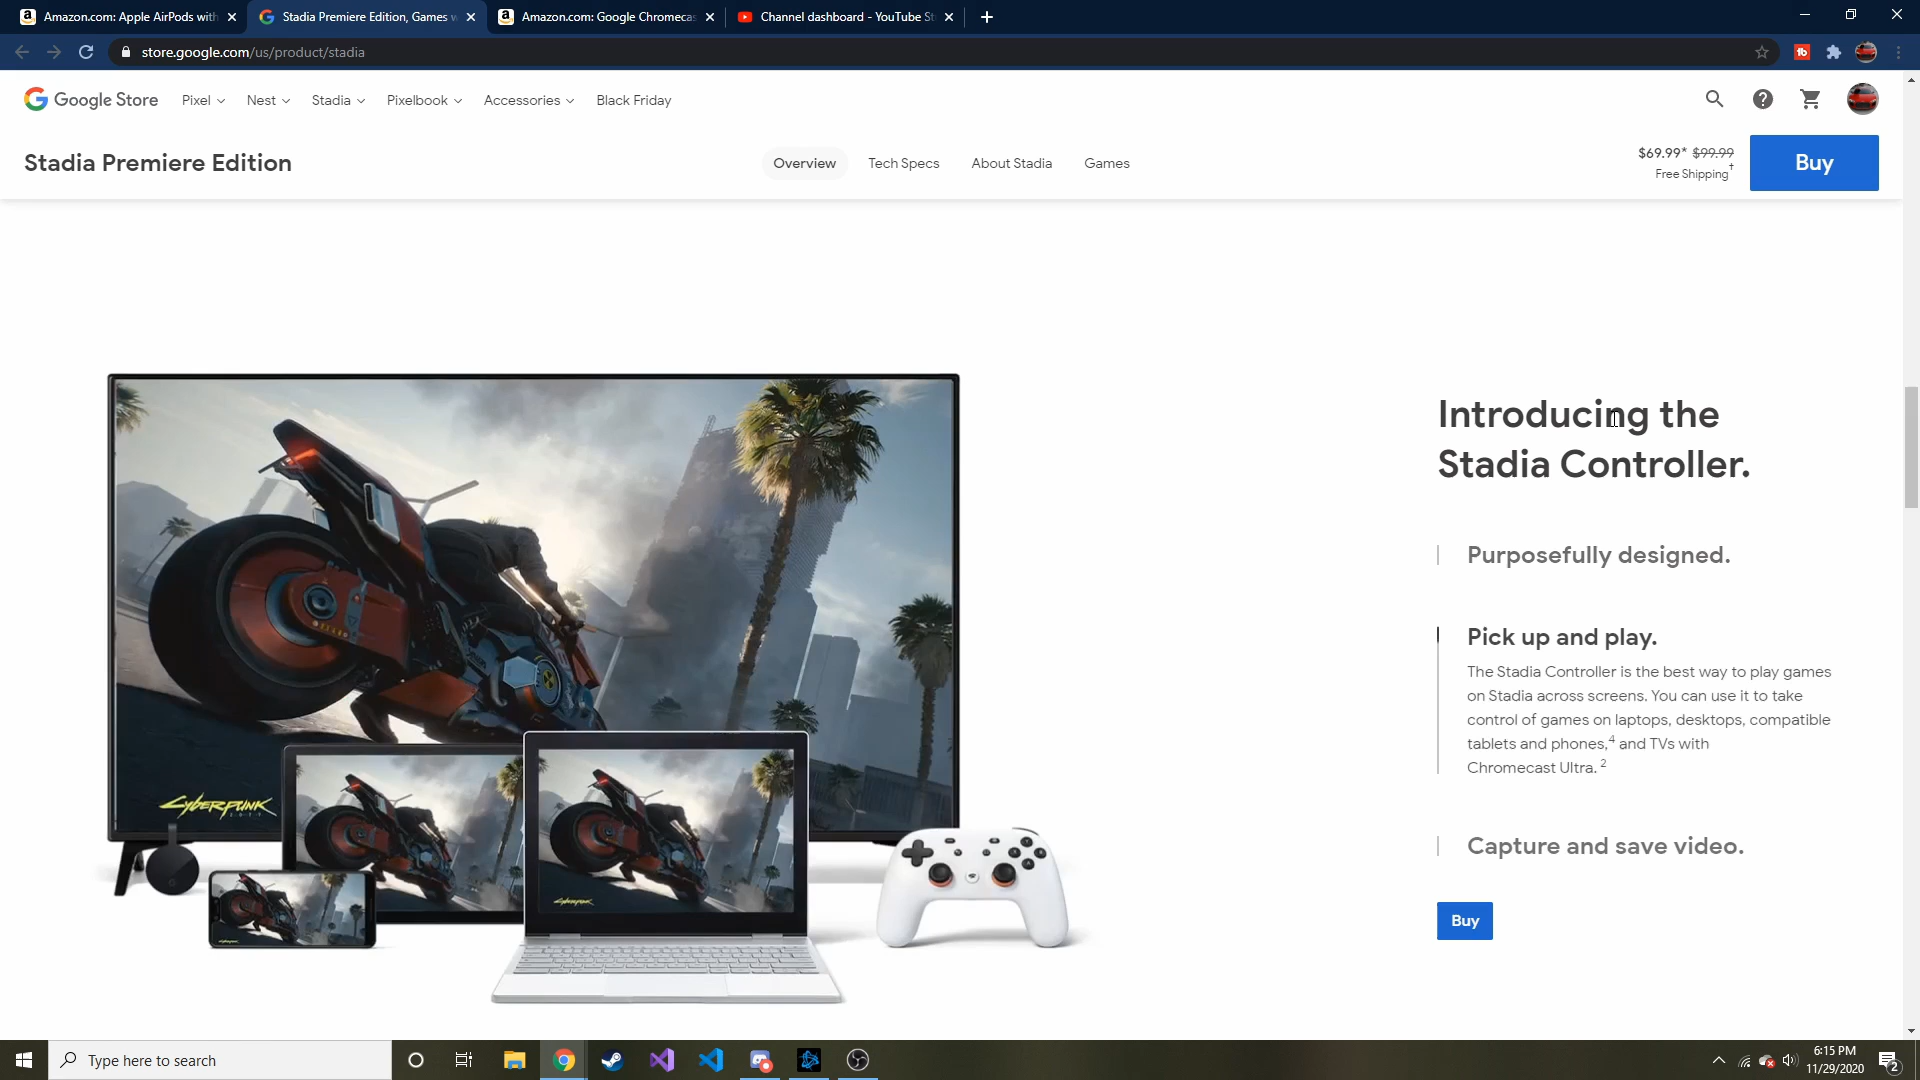 Amazon.com: Apple AirPods with
Stadia Premiere Edition, Games w
Amazon.com: Google Chromecas
Channel dashboard - YouTube St
store.google.com/us/product/stadia
Google Store
Pixel
Nest
Stadia
Pixelbook
Accessories
Black Friday
Stadia Premiere Edition
Overview
Tech Specs
About Stadia
Games
$69.99* $99.99
Free Shipping†
Buy
Introducing the
Stadia Controller.
Purposefully designed.
Pick up and play.
The Stadia Controller is the best way to play games
on Stadia across screens. You can use it to take
control of games on laptops, desktops, compatible
tablets and phones,4 and TVs with
Chromecast Ultra. 2
Capture and save video.
Buy
CYBERPUNK
Type here to search
6:15 PM
11/29/2020
2